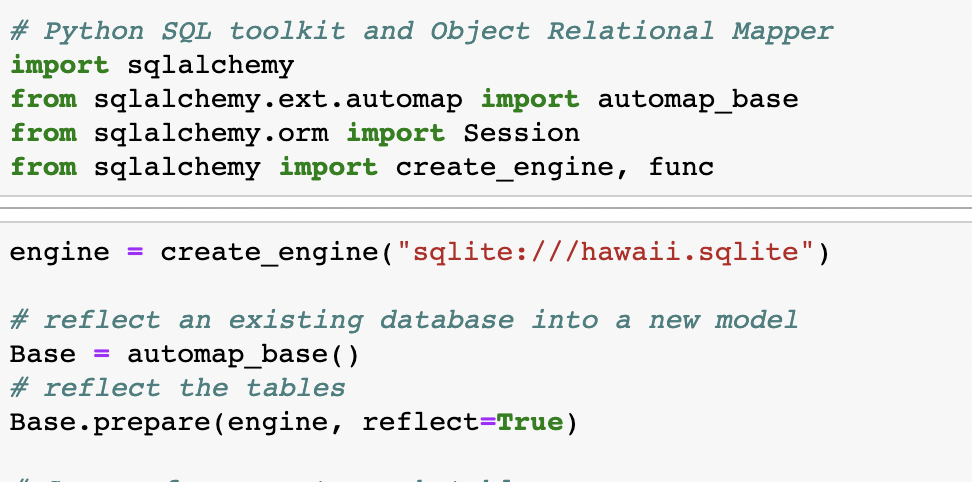 # Python SQL toolkit and Object Relational Mapper
import sqlalchemy
from sqlalchemy.ext.automap import automap_base
from sqlalchemy.orm import Session
from sqlalchemy import create_engine, func
engine = create_engine("sqlite:///hawaii.sqlite")
# reflect an existing database into a new model
Base = automap_base()
# reflect the tables
Base.prepare(engine, reflect=True)